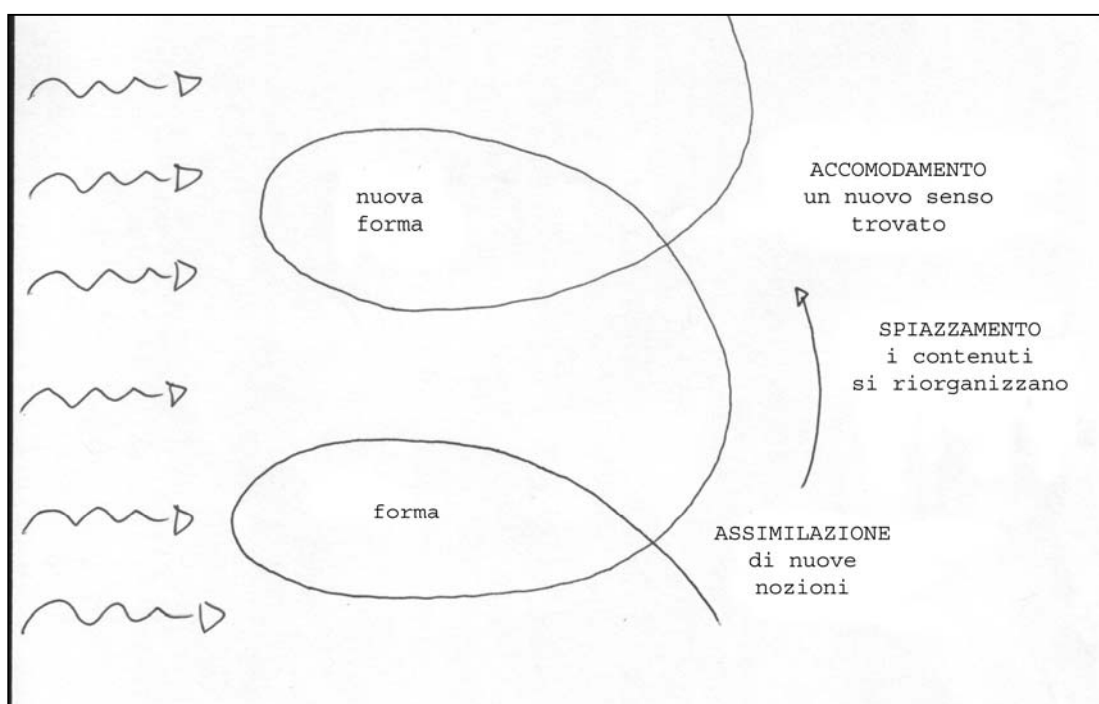 nuova
forma
ACCOMODAMENTO
un nuovo senso
trovato
SPIAZZAMENTO
i contenuti
si riorganizzano
forma
ASSIMILAZIONE
di nuove
nozioni